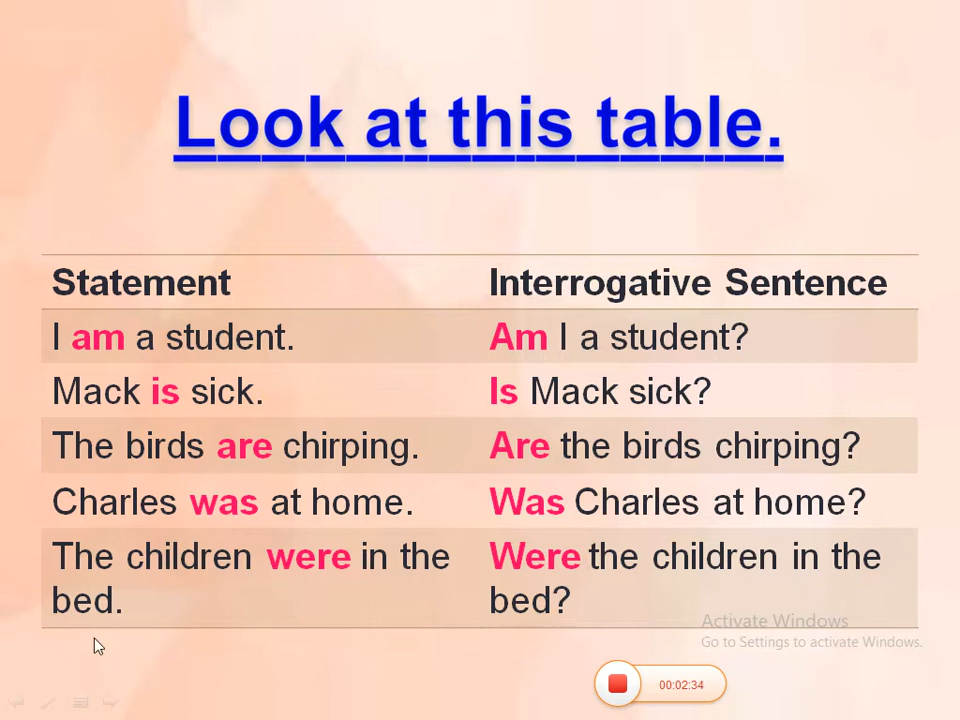 Look at this table.
Statement Interrogative Sentence
I am a student. Am I a student?
Mack is sick. Is Mack sick?
The birds are chirping. Are the birds chirping?
Charles was at home. Was Charles at home?
The children were in the Were the children in the
bed. bed?
Activate Windows
Go to Settings to activate Windows.
00:02:34